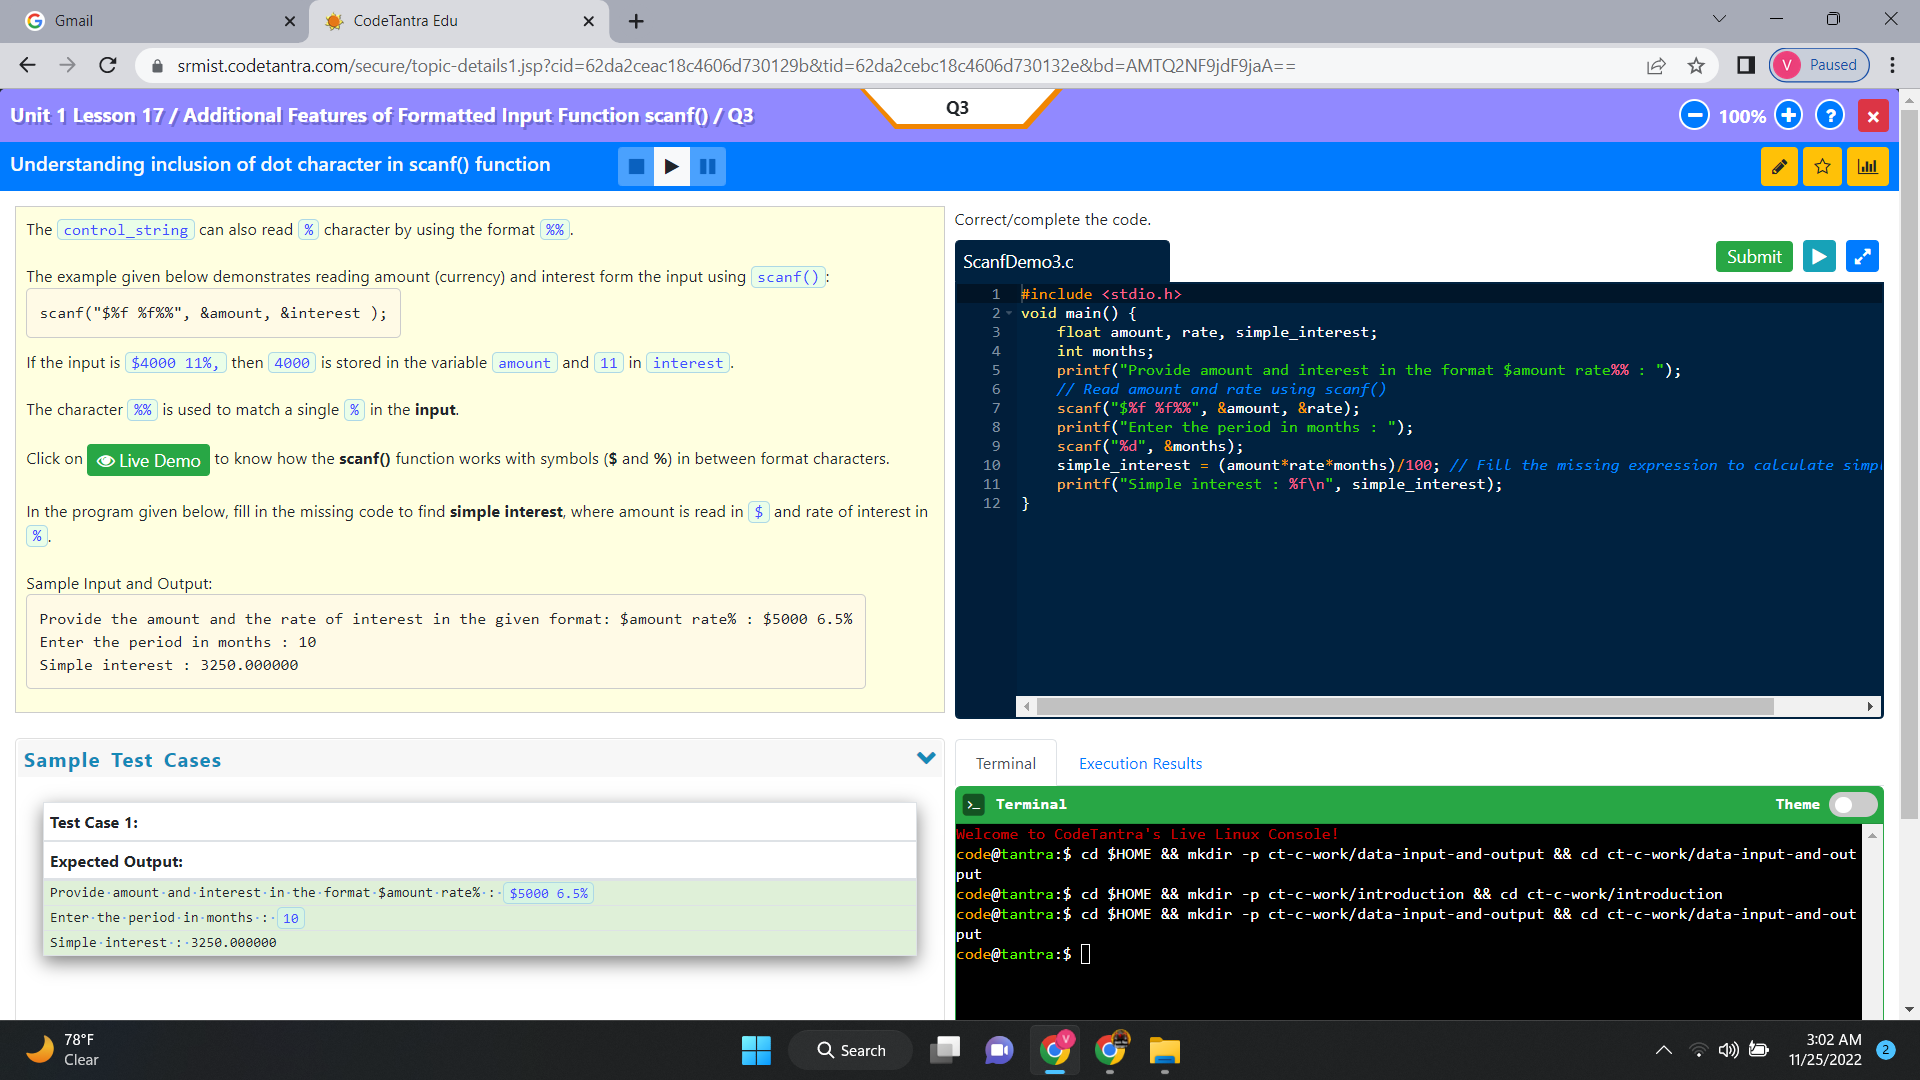 Gmail
CodeTantra Edu
srmist.codetantra.com/secure/topic-details1.jsp?cid=62da2ceac18c4606d730129b&tid=62da2cebc18c4606d730132e&bd=AMTQ2NF9jdF9jaA==
V Paused
Unit 1 Lesson 17 / Additional Features of Formatted Input Function scanf() / Q3
Q3
100%
?
Understanding inclusion of dot character in scanf() function
The control_string can also read % character by using the format %%.
The example given below demonstrates reading amount (currency) and interest form the input using scanf():
scanf("$%f %f%%", &amount, &interest );
If the input is $4000 11%, then 4000 is stored in the variable amount and 11 in interest.
The character %% is used to match a single % in the input.
Click on Live Demo to know how the scanf() function works with symbols ($ and %) in between format characters.
In the program given below, fill in the missing code to find simple interest, where amount is read in $ and rate of interest in
%.
Sample Input and Output:
Provide the amount and the rate of interest in the given format: $amount rate% : $5000 6.5%
Enter the period in months : 10
Simple interest : 3250.000000
Sample Test Cases
Test Case 1:
Expected Output:
Provide·amount·and·interest·in·the·format·$amount·rate%·:·$5000 6.5%
Enter·the·period·in·months·:·10
Simple·interest·:·3250.000000
Correct/complete the code.
ScanfDemo3.c
Submit
1 #include <stdio.h>
2 void main() {
3 float amount, rate, simple_interest;
4 int months;
5 printf("Provide amount and interest in the format $amount rate%% : ");
6 // Read amount and rate using scanf()
7 scanf("$%f %f%%", &amount, &rate);
8 printf("Enter the period in months : ");
9 scanf("%d", &months);
10 simple_interest = (amount*rate*months)/100; // Fill the missing expression to calculate simpl
11 printf("Simple interest : %f\n", simple_interest);
12 }
Terminal
Execution Results
>_ Terminal
Theme
Welcome to CodeTantra's Live Linux Console!
code@tantra:$ cd $HOME && mkdir -p ct-c-work/data-input-and-output && cd ct-c-work/data-input-and-out
put
code@tantra:$ cd $HOME && mkdir -p ct-c-work/introduction && cd ct-c-work/introduction
code@tantra:$ cd $HOME && mkdir -p ct-c-work/data-input-and-output && cd ct-c-work/data-input-and-out
put
code@tantra:$
78°F
Clear
Search
V
3:02 AM
11/25/2022
2